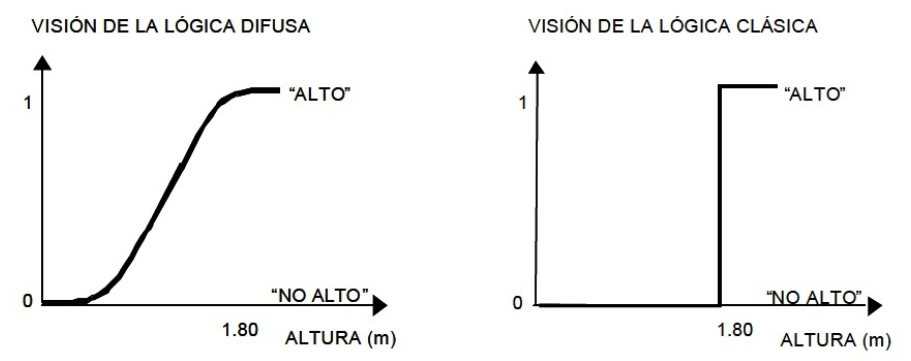 VISIÓN DE LA LÓGICA DIFUSA
1
“ALTO”
0
“NO ALTO”
1.80
ALTURA (m)
VISIÓN DE LA LÓGICA CLÁSICA
1
“ALTO”
0
“NO ALTO”
1.80
ALTURA (m)